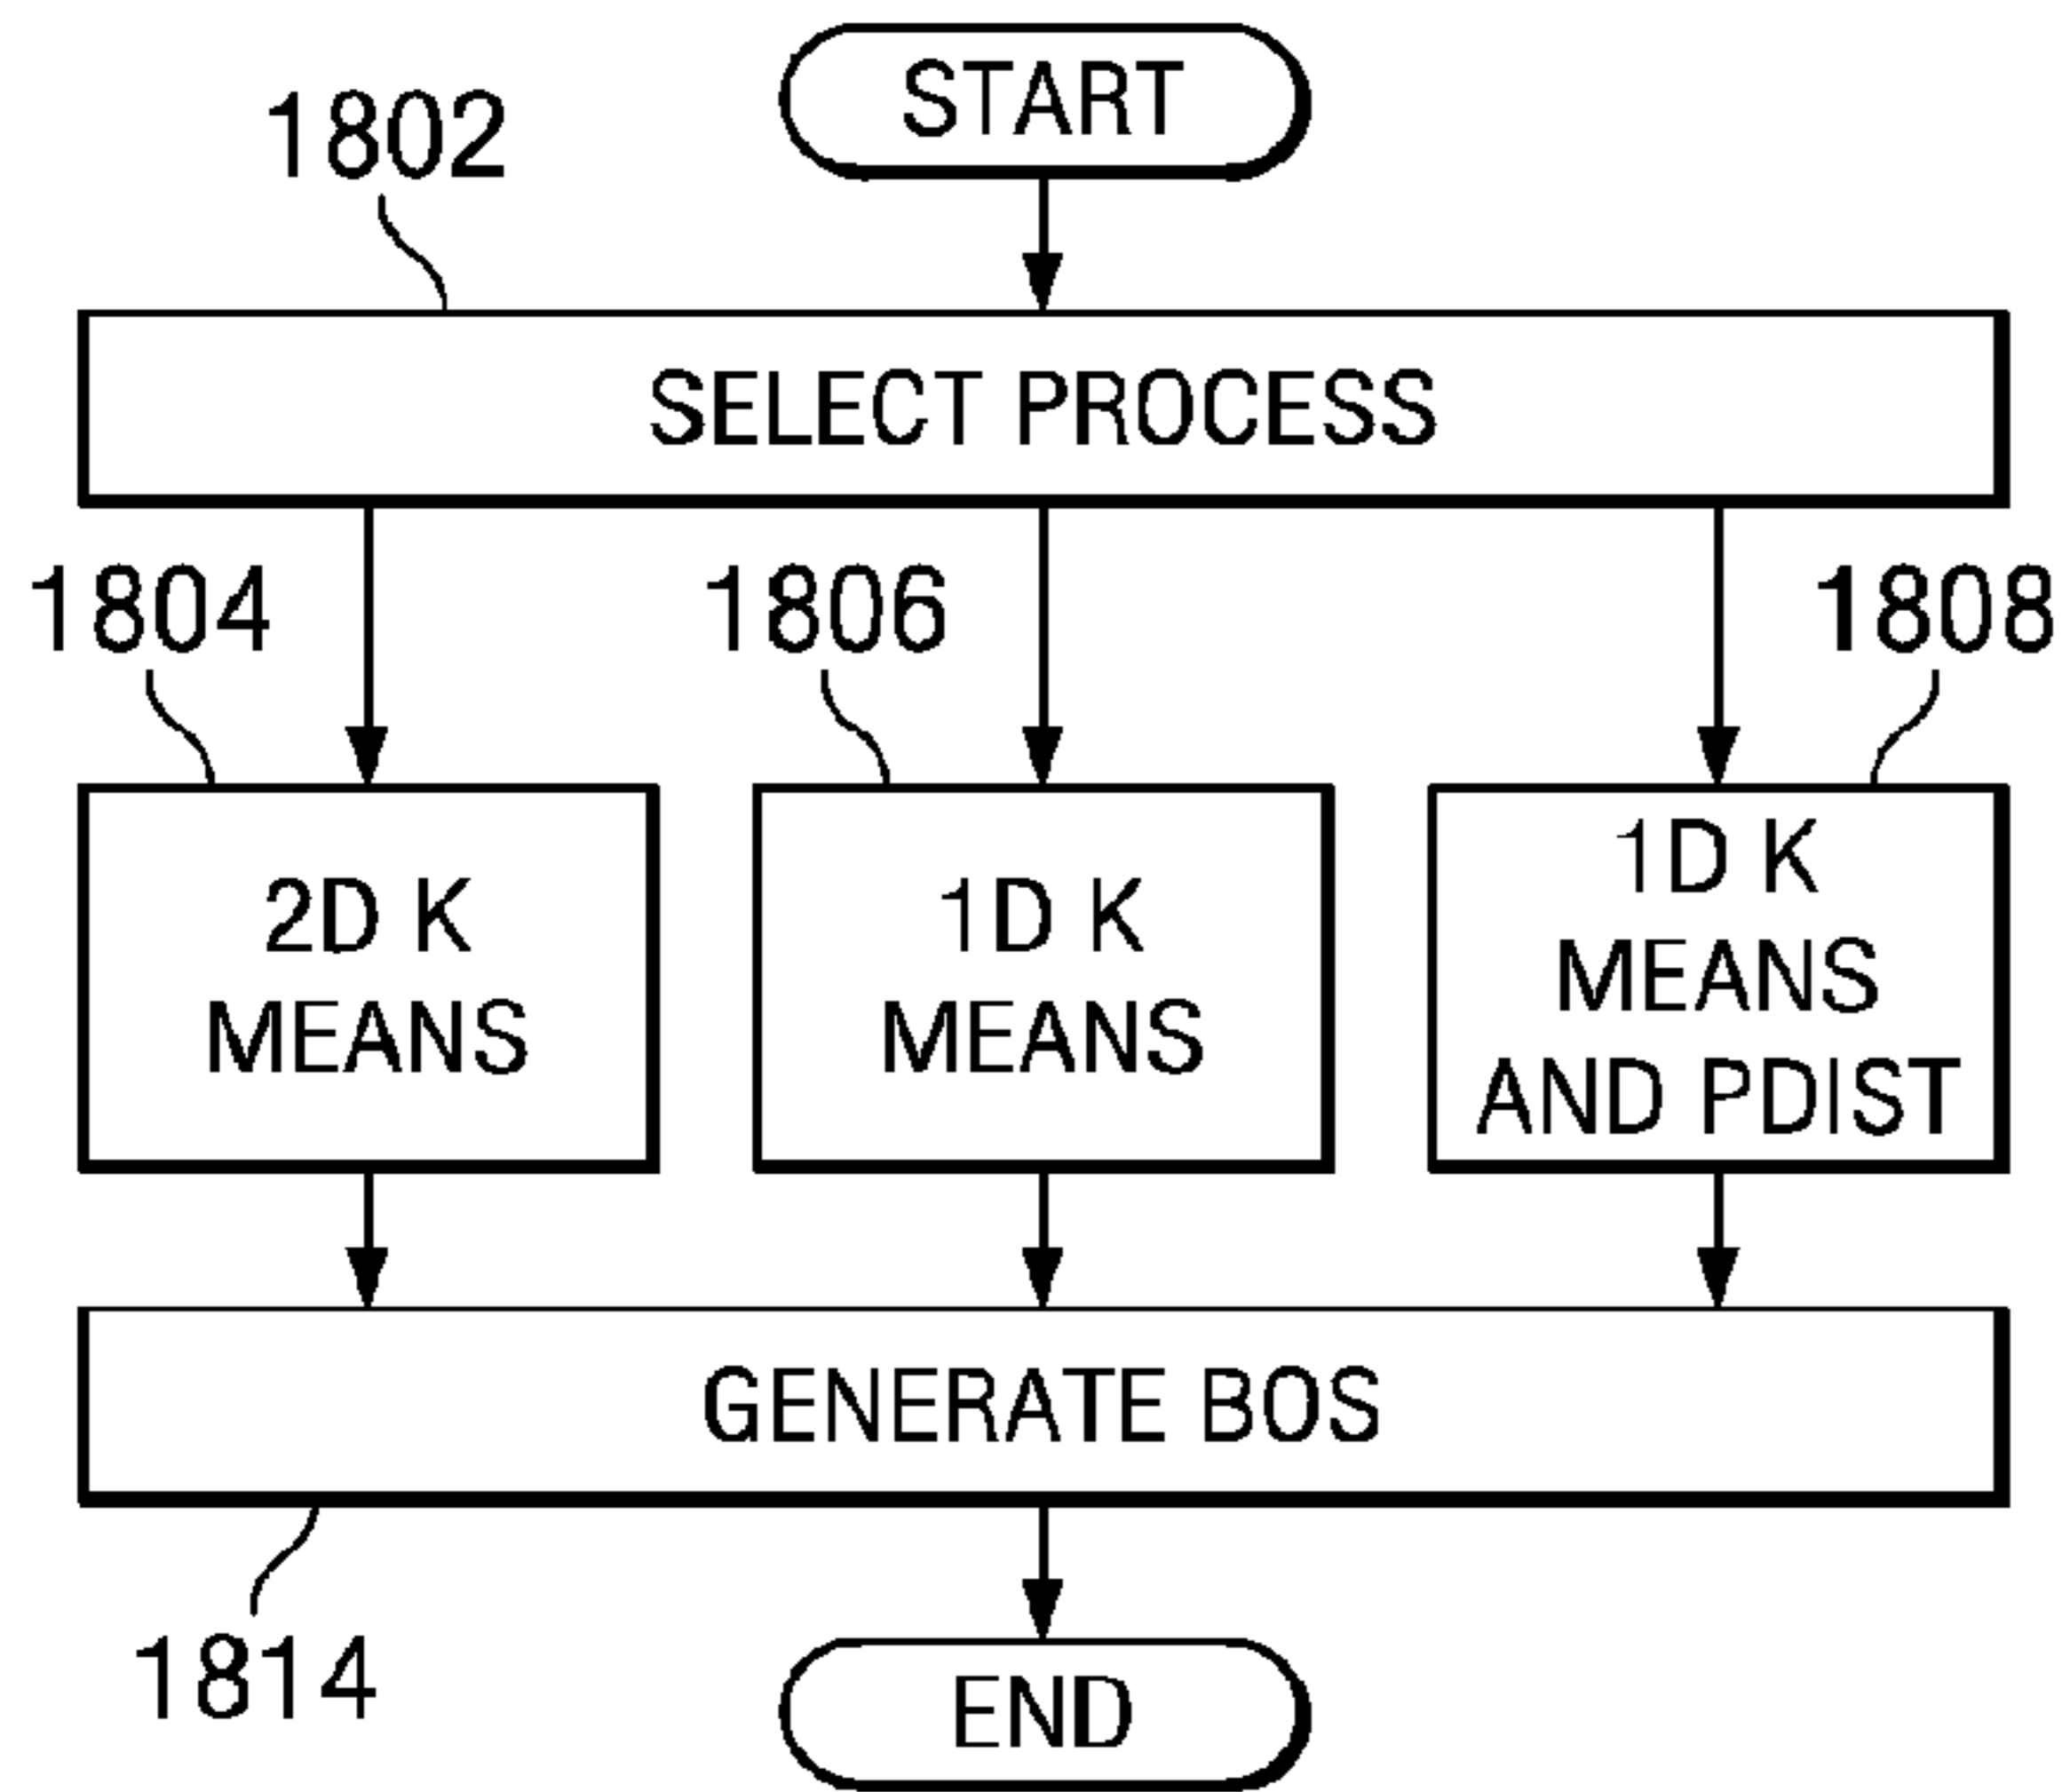 START
1802
SELECT PROCESS
1804
1806
1808
2D K
MEANS
1D K
MEANS
1D K
MEANS
AND PDIST
GENERATE BOS
1814
END